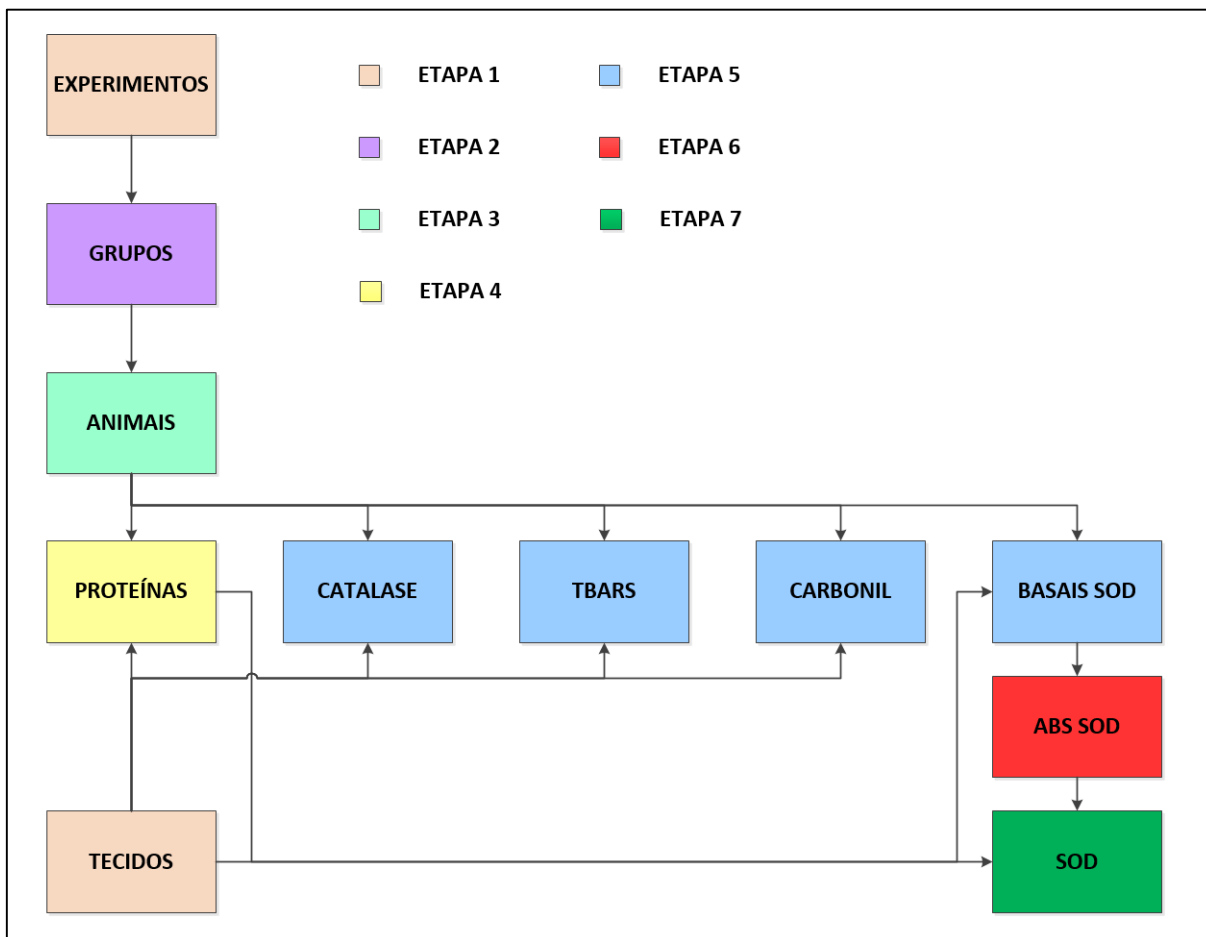 EXPERIMENTOS
ETAPA 1
ETAPA 5
ETAPA 2
ETAPA 6
ETAPA 3
ETAPA 7
GRUPOS
ETAPA 4
ANIMAIS
PROTEÍNAS
CATALASE
TBARS
CARBONIL
BASAIS SOD
ABS SOD
TECIDOS
SOD